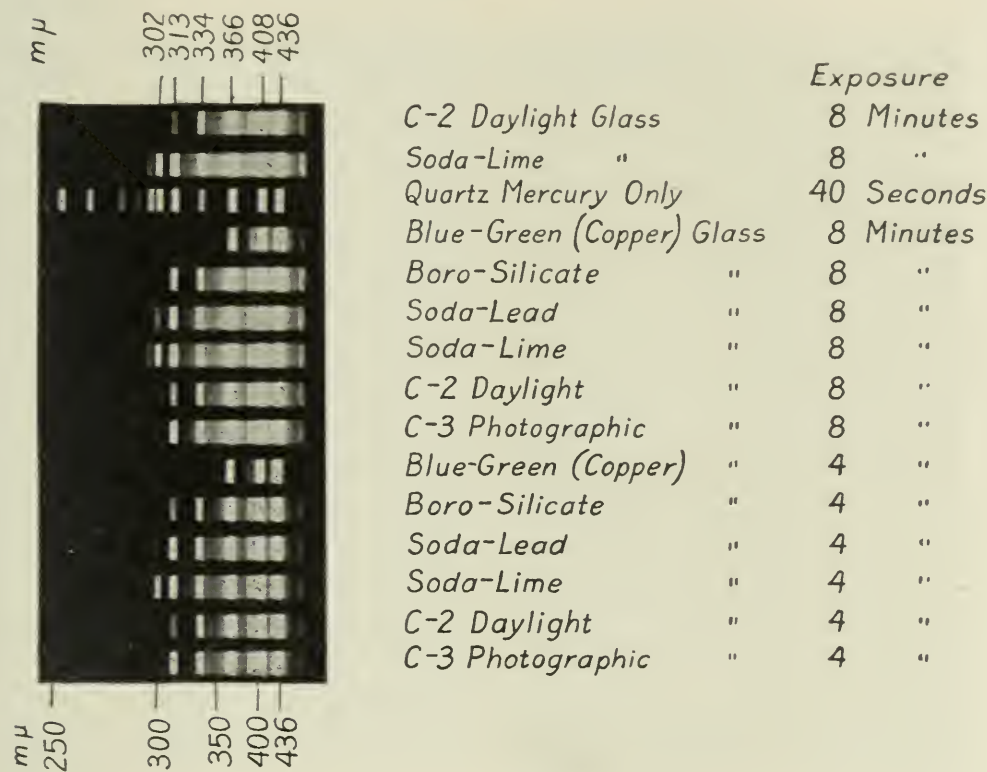 mμ 302 313 334 366 408 436
Exposure
C-2 Daylight Glass 8 Minutes
Soda-Lime " 8 "
Quartz Mercury Only 40 Seconds
Blue-Green (Copper) Glass 8 Minutes
Boro-Silicate " 8 "
Soda-Lead " 8 "
Soda-Lime " 8 "
C-2 Daylight " 8 "
C-3 Photographic " 8 "
Blue-Green (Copper) " 4 "
Boro-Silicate " 4 "
Soda-Lead " 4 "
Soda-Lime " 4 "
C-2 Daylight " 4 "
C-3 Photographic " 4 "
mμ 250 300 350 400 436